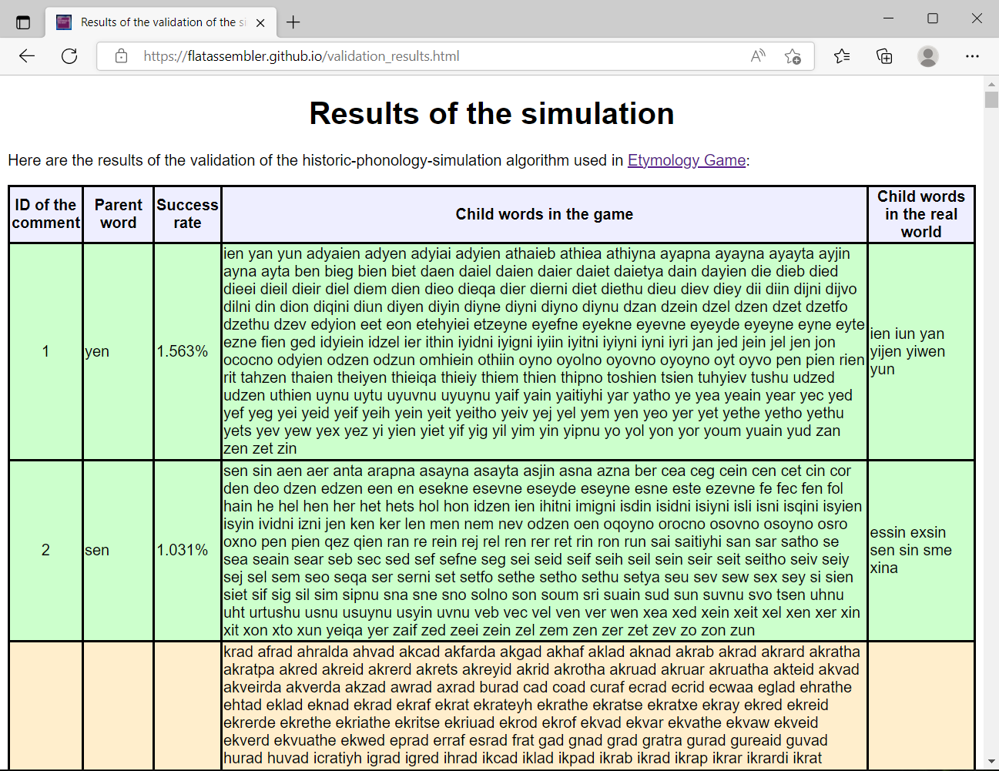 Results of the validation of the si
https://flatassembler.github.io/validation_results.html
Results of the simulation
Here are the results of the validation of the historic-phonology-simulation algorithm used in Etymology Game:
ID of the comment
Parent word
Success rate
Child words in the game
Child words in the real world
1
yen
1.563%
ien yan yun adyaien adyen adyiai adyien athaieb athiea athiyna ayapna ayayna ayayta ayjin
ayna ayta ben bieg bien biet daen daiel daien daier daiet daietya dain dayien die dieb died
dieei dieil dieir diel diem dien dieo dieqa dier dierni diet diethu dieu diev diey dii diin dijni dijvo
dilni din dion diqini diun diyen diyin diyne diyni diyno diynu dzan dzein dzel dzen dzet dzetfo
dzethu dzev edyion eet eon etehyiei etzeyne eyefne eyekne eyevne eyeyde eyeyne eyne eyte
ezne fien ged idyiein idzel ier ithin iyidni iyigni iyiin iyitni iyiyni iyni iyri jan jed jein jel jen jon
ococno odyien odzen odzun omhiein othiin oyno oyolno oyovno oyoyno oyt oyvo pen pien rien
rit tahzen thaien theiyen thieiqa thieiy thiem thien thipno toshien tsien tuhyiev tushu udzed
udzen uthien uynu uytu uyuvnu uyuynu yaif yain yaitiyhi yar yatho ye yea yeain year yec yed
yef yeg yei yeid yeif yeih yein yeit yeitho yeiv yej yel yem yen yeo yer yet yethe yetho yethu
yets yev yew yex yez yi yien yiet yif yig yil yim yin yipnu yo yol yon yor youm yuain yud zan
zen zet zin
ien iun yan
yijen yiwen
yun
2
sen
1.031%
sen sin aen aer anta arapna asayna asayta asjin asna azna ber cea ceg cein cen cet cin cor
den deo dzen edzen een en esekne esevne eseyde eseyne esne este ezevne fe fec fen fol
hain he hel hen her het hets hol hon idzen ien ihitni imigni isdin isidni isiyni isli isni isqini isyien
isyin ividni izni jen ken ker len men nem nev odzen oen oqoyno orocno osovno osoyno osro
oxno pen pien qez qien ran re rein rej rel ren rer ret rin ron run sai saitiyhi san sar satho se
sea seain sear seb sec sed sef sefne seg sei seid seif seih seil sein seir seit seitho seiv seiy
sej sel sem seo seqa ser serni set setfo sethe setho sethu setya seu sev sew sex sey si sien
siet sif sig sil sim sipnu sna sne sno solno son soum sri suain sud sun suvnu svo tsen uhnu
uht urtushu usnu usuynu usyin uvnu veb vec vel ven ver wen xea xed xein xeit xel xen xer xin
xit xon xto xun yeiqa yer zaif zed zeei zein zel zem zen zer zet zev zo zon zun
essin exsin
sen sin sme
xina
krad afrad ahralda ahvad akcad akfarda akgad akhaf aklad aknad akrab akrad akrard akratha
akratpa akred akreid akrerd akrets akreyid akrid akrotha akruad akruar akruatha akteid akvad
akveirda akverda akzad awrad axrad burad cad coad curaf ecrad ecrid ecwaa eglad ehrathe
ehtad eklad eknad ekrad ekraf ekrat ekrateyh ekrathe ekratse ekratxe ekray ekred ekreid
ekrerde ekrethe ekriathe ekritse ekriuad ekrod ekrof ekvad ekvar ekvathe ekvaw ekveid
ekverd ekvuathe ekwed eprad erraf esrad frat gad gnad grad gratra gurad gureaid guvad
hurad huvad icratiyh igrad igred ihrad ikcad iklad ikpad ikrab ikrad ikrap ikrar ikrardi ikrat